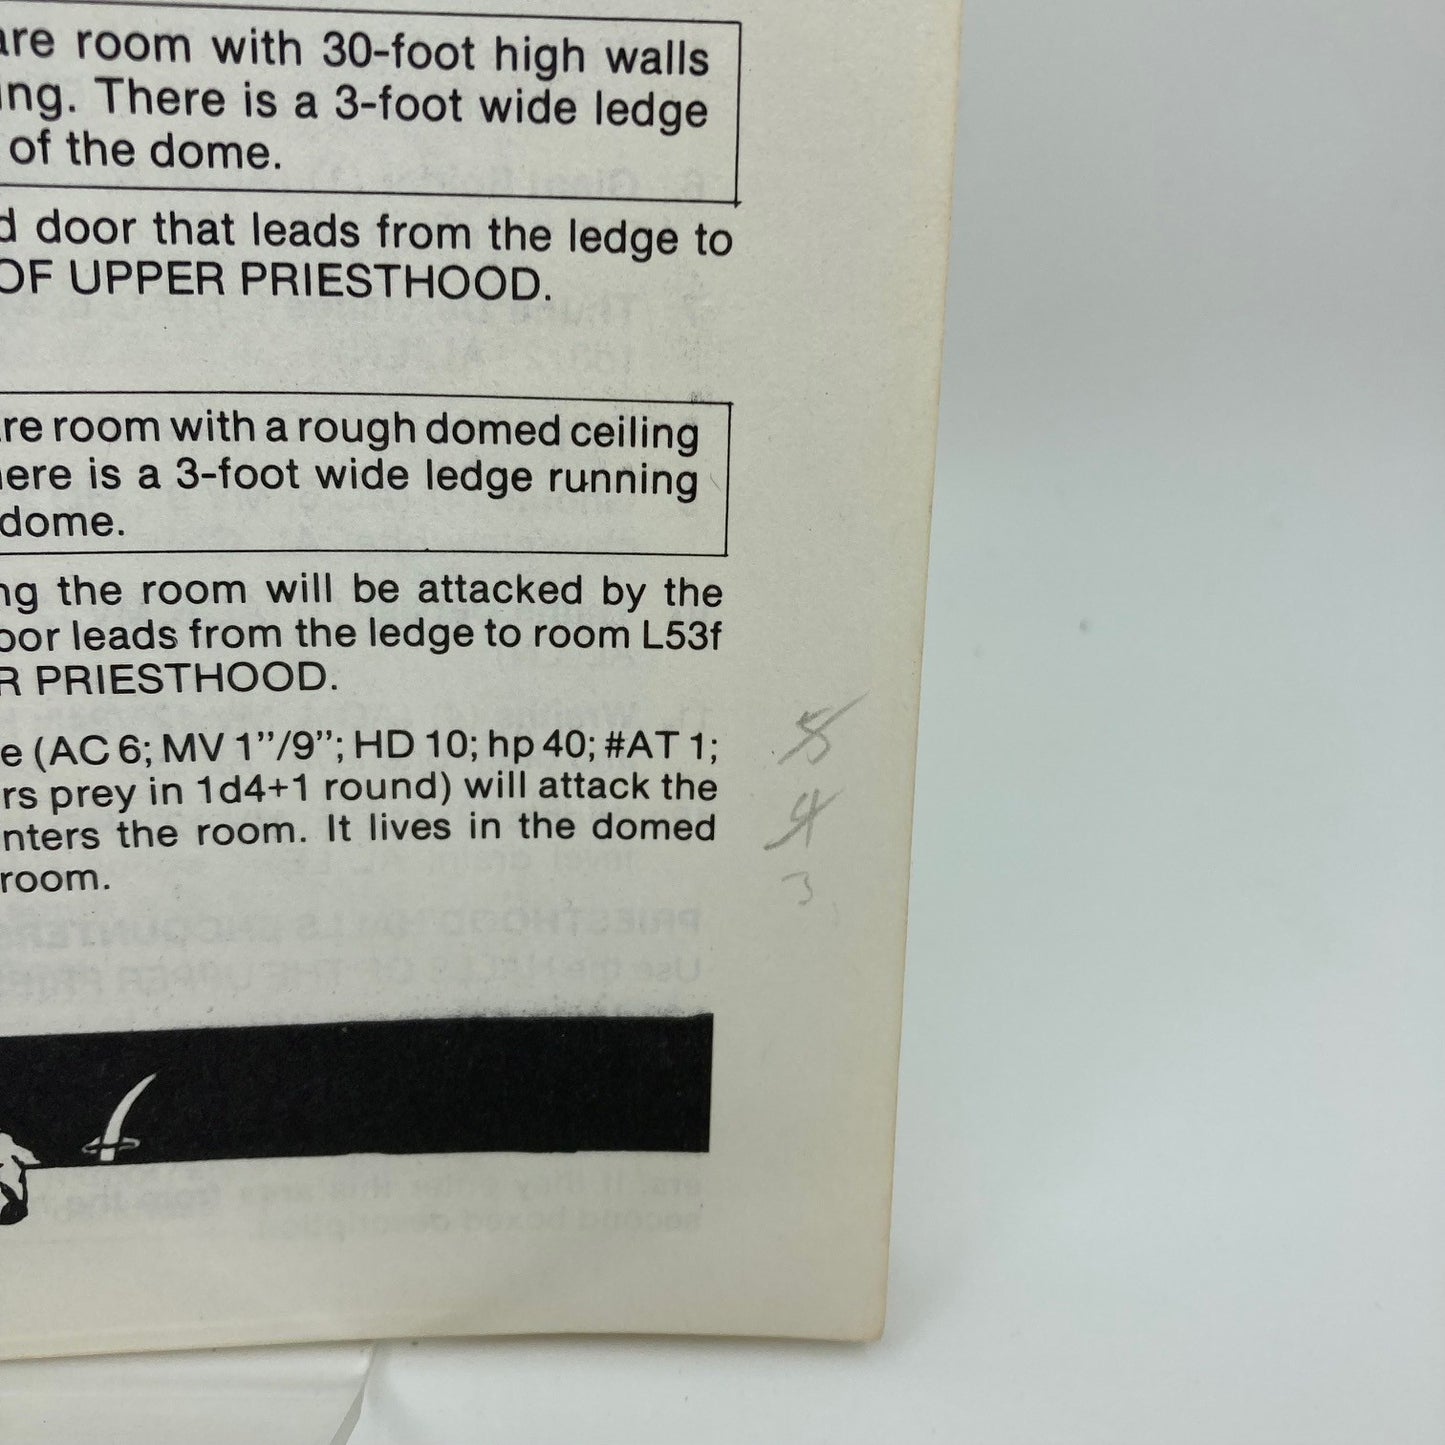 are room with 30-foot high walls
ing. There is a 3-foot wide ledge
of the dome.
d door that leads from the ledge to
OF UPPER PRIESTHOOD.
are room with a rough domed ceiling
here is a 3-foot wide ledge running
dome.
ng the room will be attacked by the
oor leads from the ledge to room L53f
R PRIESTHOOD.
e (AC 6; MV 1”/9”; HD 10; hp 40; #AT 1;
rs prey in 1d4+1 round) will attack the
nters the room. It lives in the domed
room.
5
4
3